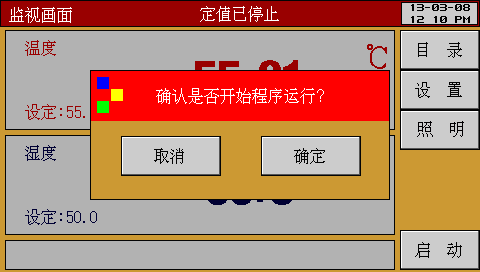 监视画面 定值已停止 13-03-08
12 10 PM
温度
℃
目 录
设 置
设定:55.
确认是否开始程序运行?
照 明
取消 确定
湿度
设定:50.0
启 动